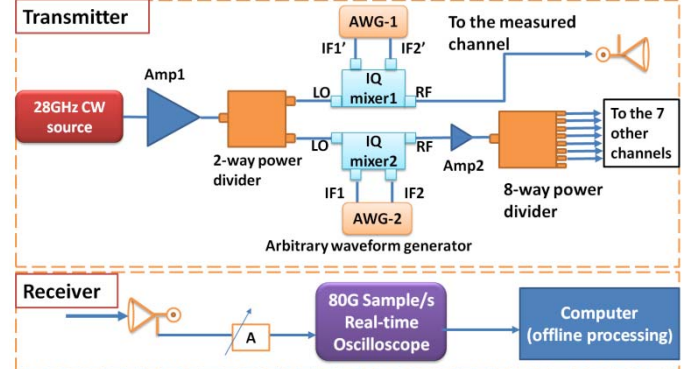 Transmitter
AWG-1
IF1’
IF2’
To the measured
channel
Amp1
28GHz CW
source
LO
IQ
mixer1
RF
2-way power
divider
LO
IQ
mixer2
RF
Amp2
To the 7
other
channels
IF1
IF2
8-way power
divider
AWG-2
Arbitrary waveform generator
Receiver
A
80G Sample/s
Real-time
Oscilloscope
Computer
(offline processing)